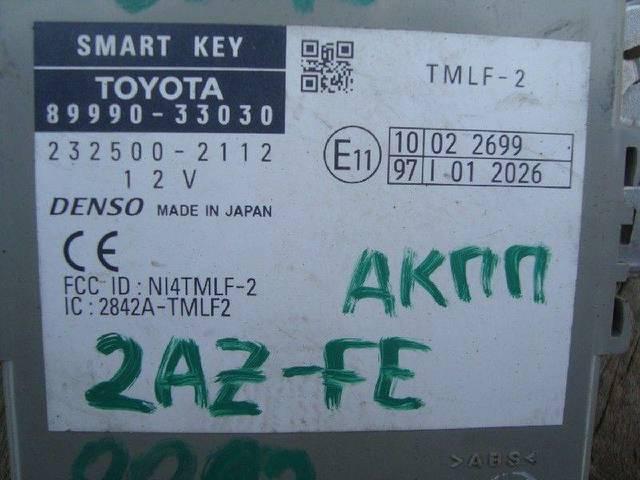 SMART KEY
TOYOTA
89990-33030
232500-2112
12V
DENSO MADE IN JAPAN
CE
FCC ID : NI4TMLF-2
IC : 2842A-TMLF2
TMLF-2
E11
10 02 2699
97 I 01 2026
АКПП
2AZ-FE
>ABS<